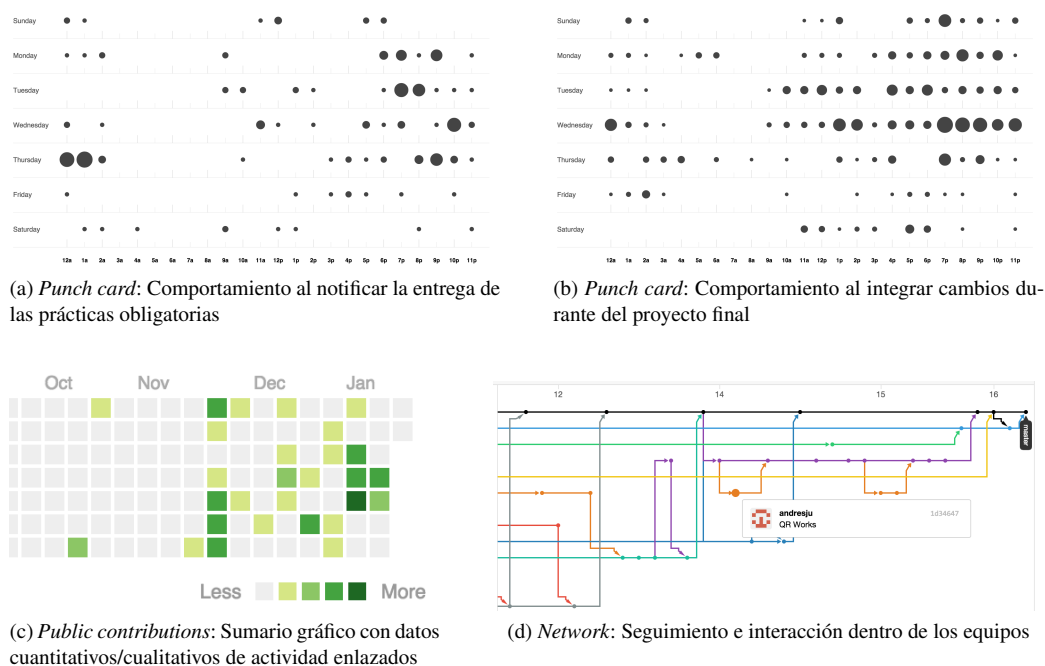 Sunday
Monday
Tuesday
Wednesday
Thursday
Friday
Saturday
12a 1a 2a 3a 4a 5a 6a 7a 8a 9a 10a 11a 12p 1p 2p 3p 4p 5p 6p 7p 8p 9p 10p 11p
(a) Punch card: Comportamiento al notificar la entrega de
las prácticas obligatorias
Sunday
Monday
Tuesday
Wednesday
Thursday
Friday
Saturday
12a 1a 2a 3a 4a 5a 6a 7a 8a 9a 10a 11a 12p 1p 2p 3p 4p 5p 6p 7p 8p 9p 10p 11p
(b) Punch card: Comportamiento al integrar cambios du-
rante del proyecto final
Oct Nov Dec Jan
Less More
(c) Public contributions: Sumario gráfico con datos
cuantitativos/cualitativos de actividad enlazados
12 14 15 16
master
andresju 1d34647
QR Works
(d) Network: Seguimiento e interacción dentro de los equipos